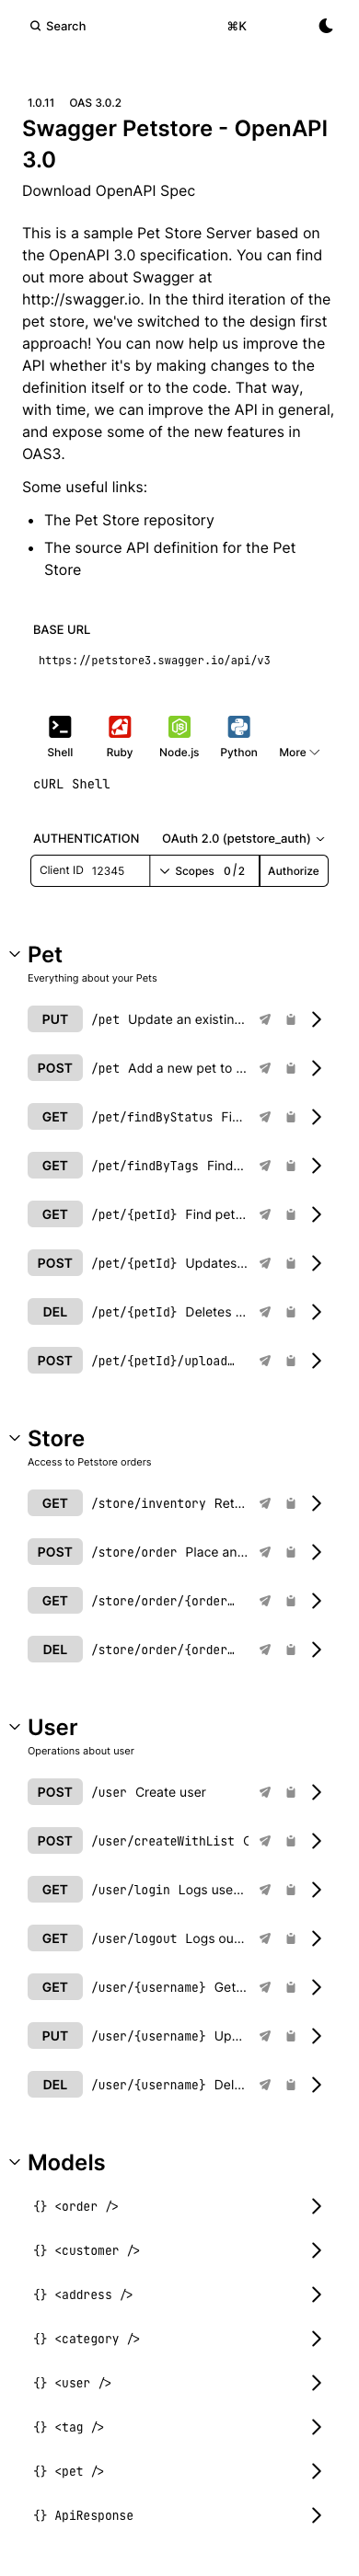 Search ⌘K
1.0.11 OAS 3.0.2
Swagger Petstore - OpenAPI
3.0
Download OpenAPI Spec
This is a sample Pet Store Server based on
the OpenAPI 3.0 specification. You can find
out more about Swagger at
http://swagger.io. In the third iteration of the
pet store, we've switched to the design first
approach! You can now help us improve the
API whether it's by making changes to the
definition itself or to the code. That way,
with time, we can improve the API in general,
and expose some of the new features in
OAS3.
Some useful links:
• The Pet Store repository
• The source API definition for the Pet
Store
BASE URL
https://petstore3.swagger.io/api/v3
Shell Ruby Node.js Python More
cURL Shell
AUTHENTICATION OAuth 2.0 (petstore_auth)
Client ID 12345 Scopes 0/2 Authorize
Pet
Everything about your Pets
PUT /pet Update an existin...
POST /pet Add a new pet to ...
GET /pet/findByStatus Fi...
GET /pet/findByTags Find...
GET /pet/{petId} Find pet...
POST /pet/{petId} Updates...
DEL /pet/{petId} Deletes ...
POST /pet/{petId}/upload…
Store
Access to Petstore orders
GET /store/inventory Ret...
POST /store/order Place an...
GET /store/order/{order…
DEL /store/order/{order…
User
Operations about user
POST /user Create user
POST /user/createWithList
GET /user/login Logs use...
GET /user/logout Logs ou...
GET /user/{username} Get...
PUT /user/{username} Up...
DEL /user/{username} Del...
Models
{} <order />
{} <customer />
{} <address />
{} <category />
{} <user />
{} <tag />
{} <pet />
{} ApiResponse